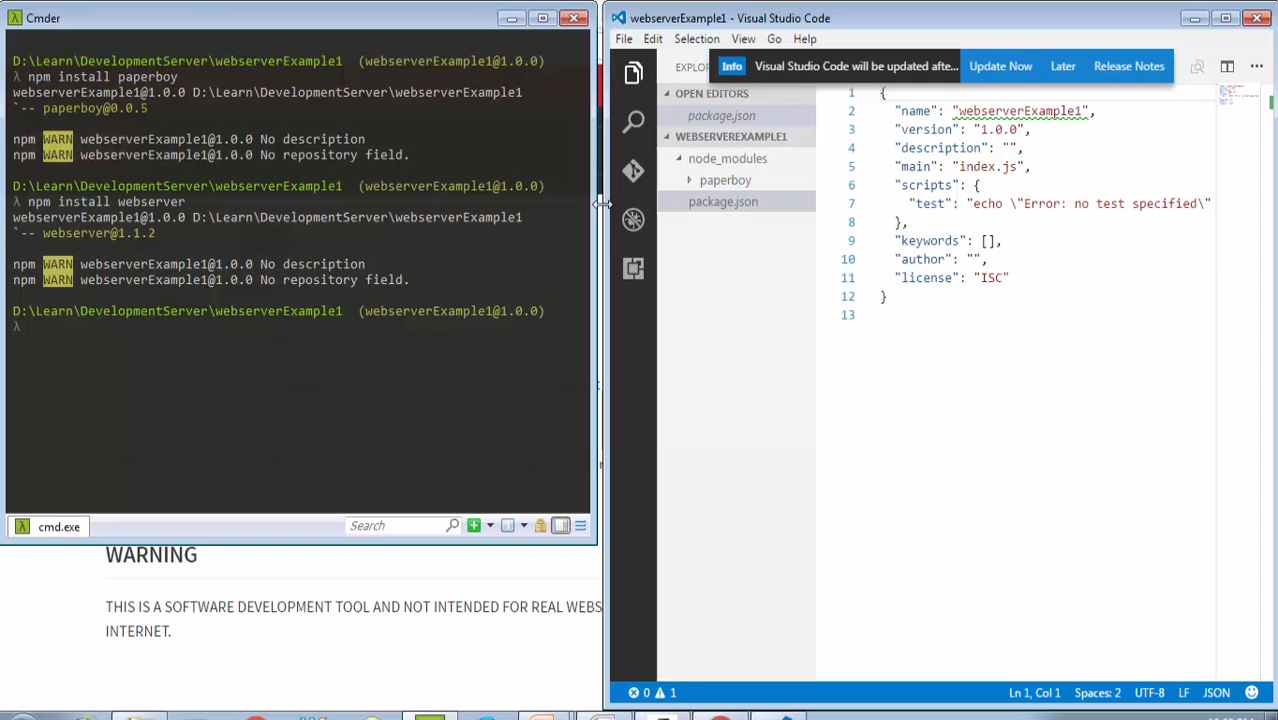 Cmder
D:\Learn\DevelopmentServer\webserverExample1 (webserverExample1@1.0.0)
λ npm install paperboy
webserverExample1@1.0.0 D:\Learn\DevelopmentServer\webserverExample1
`-- paperboy@0.0.5
npm WARN webserverExample1@1.0.0 No description
npm WARN webserverExample1@1.0.0 No repository field.
D:\Learn\DevelopmentServer\webserverExample1 (webserverExample1@1.0.0)
λ npm install webserver
webserverExample1@1.0.0 D:\Learn\DevelopmentServer\webserverExample1
`-- webserver@1.1.2
npm WARN webserverExample1@1.0.0 No description
npm WARN webserverExample1@1.0.0 No repository field.
D:\Learn\DevelopmentServer\webserverExample1 (webserverExample1@1.0.0)
λ
cmd.exe
Search
WARNING
THIS IS A SOFTWARE DEVELOPMENT TOOL AND NOT INTENDED FOR REAL WEBS
INTERNET.
webserverExample1 - Visual Studio Code
File Edit Selection View Go Help
EXPLOR
Info Visual Studio Code will be updated afte... Update Now Later Release Notes
OPEN EDITORS
package.json
WEBSERVEREXAMPLE1
node_modules
paperboy
package.json
1 {
2 "name": "webserverExample1",
3 "version": "1.0.0",
4 "description": "",
5 "main": "index.js",
6 "scripts": {
7 "test": "echo \"Error: no test specified\"
8 },
9 "keywords": [],
10 "author": "",
11 "license": "ISC"
12 }
13
0 1 Ln 1, Col 1 Spaces: 2 UTF-8 LF JSON